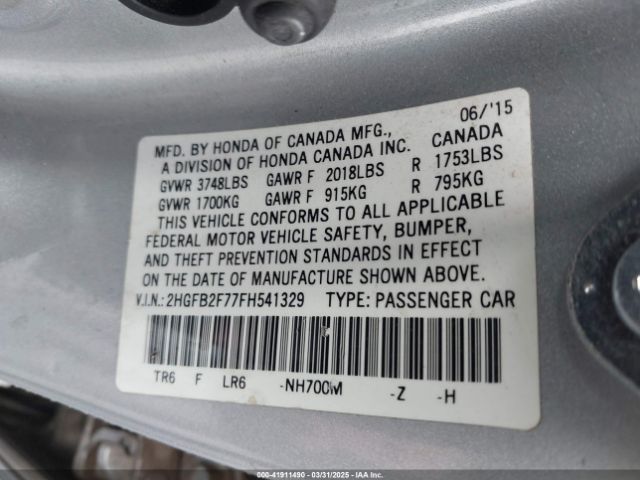 06/'15
MFD. BY HONDA OF CANADA MFG.,
A DIVISION OF HONDA CANADA INC. CANADA
GVWR 3748LBS GAWR F 2018LBS R 1753LBS
GVWR 1700KG GAWR F 915KG R 795KG
THIS VEHICLE CONFORMS TO ALL APPLICABLE
FEDERAL MOTOR VEHICLE SAFETY, BUMPER,
AND THEFT PREVENTION STANDARDS IN EFFECT
ON THE DATE OF MANUFACTURE SHOWN ABOVE.
V.I.N.: 2HGFB2F77FH541329 TYPE: PASSENGER CAR
TR6 F LR6 -NH700M -Z -H
000-41911490 - 03/31/2025 - IAA Inc.